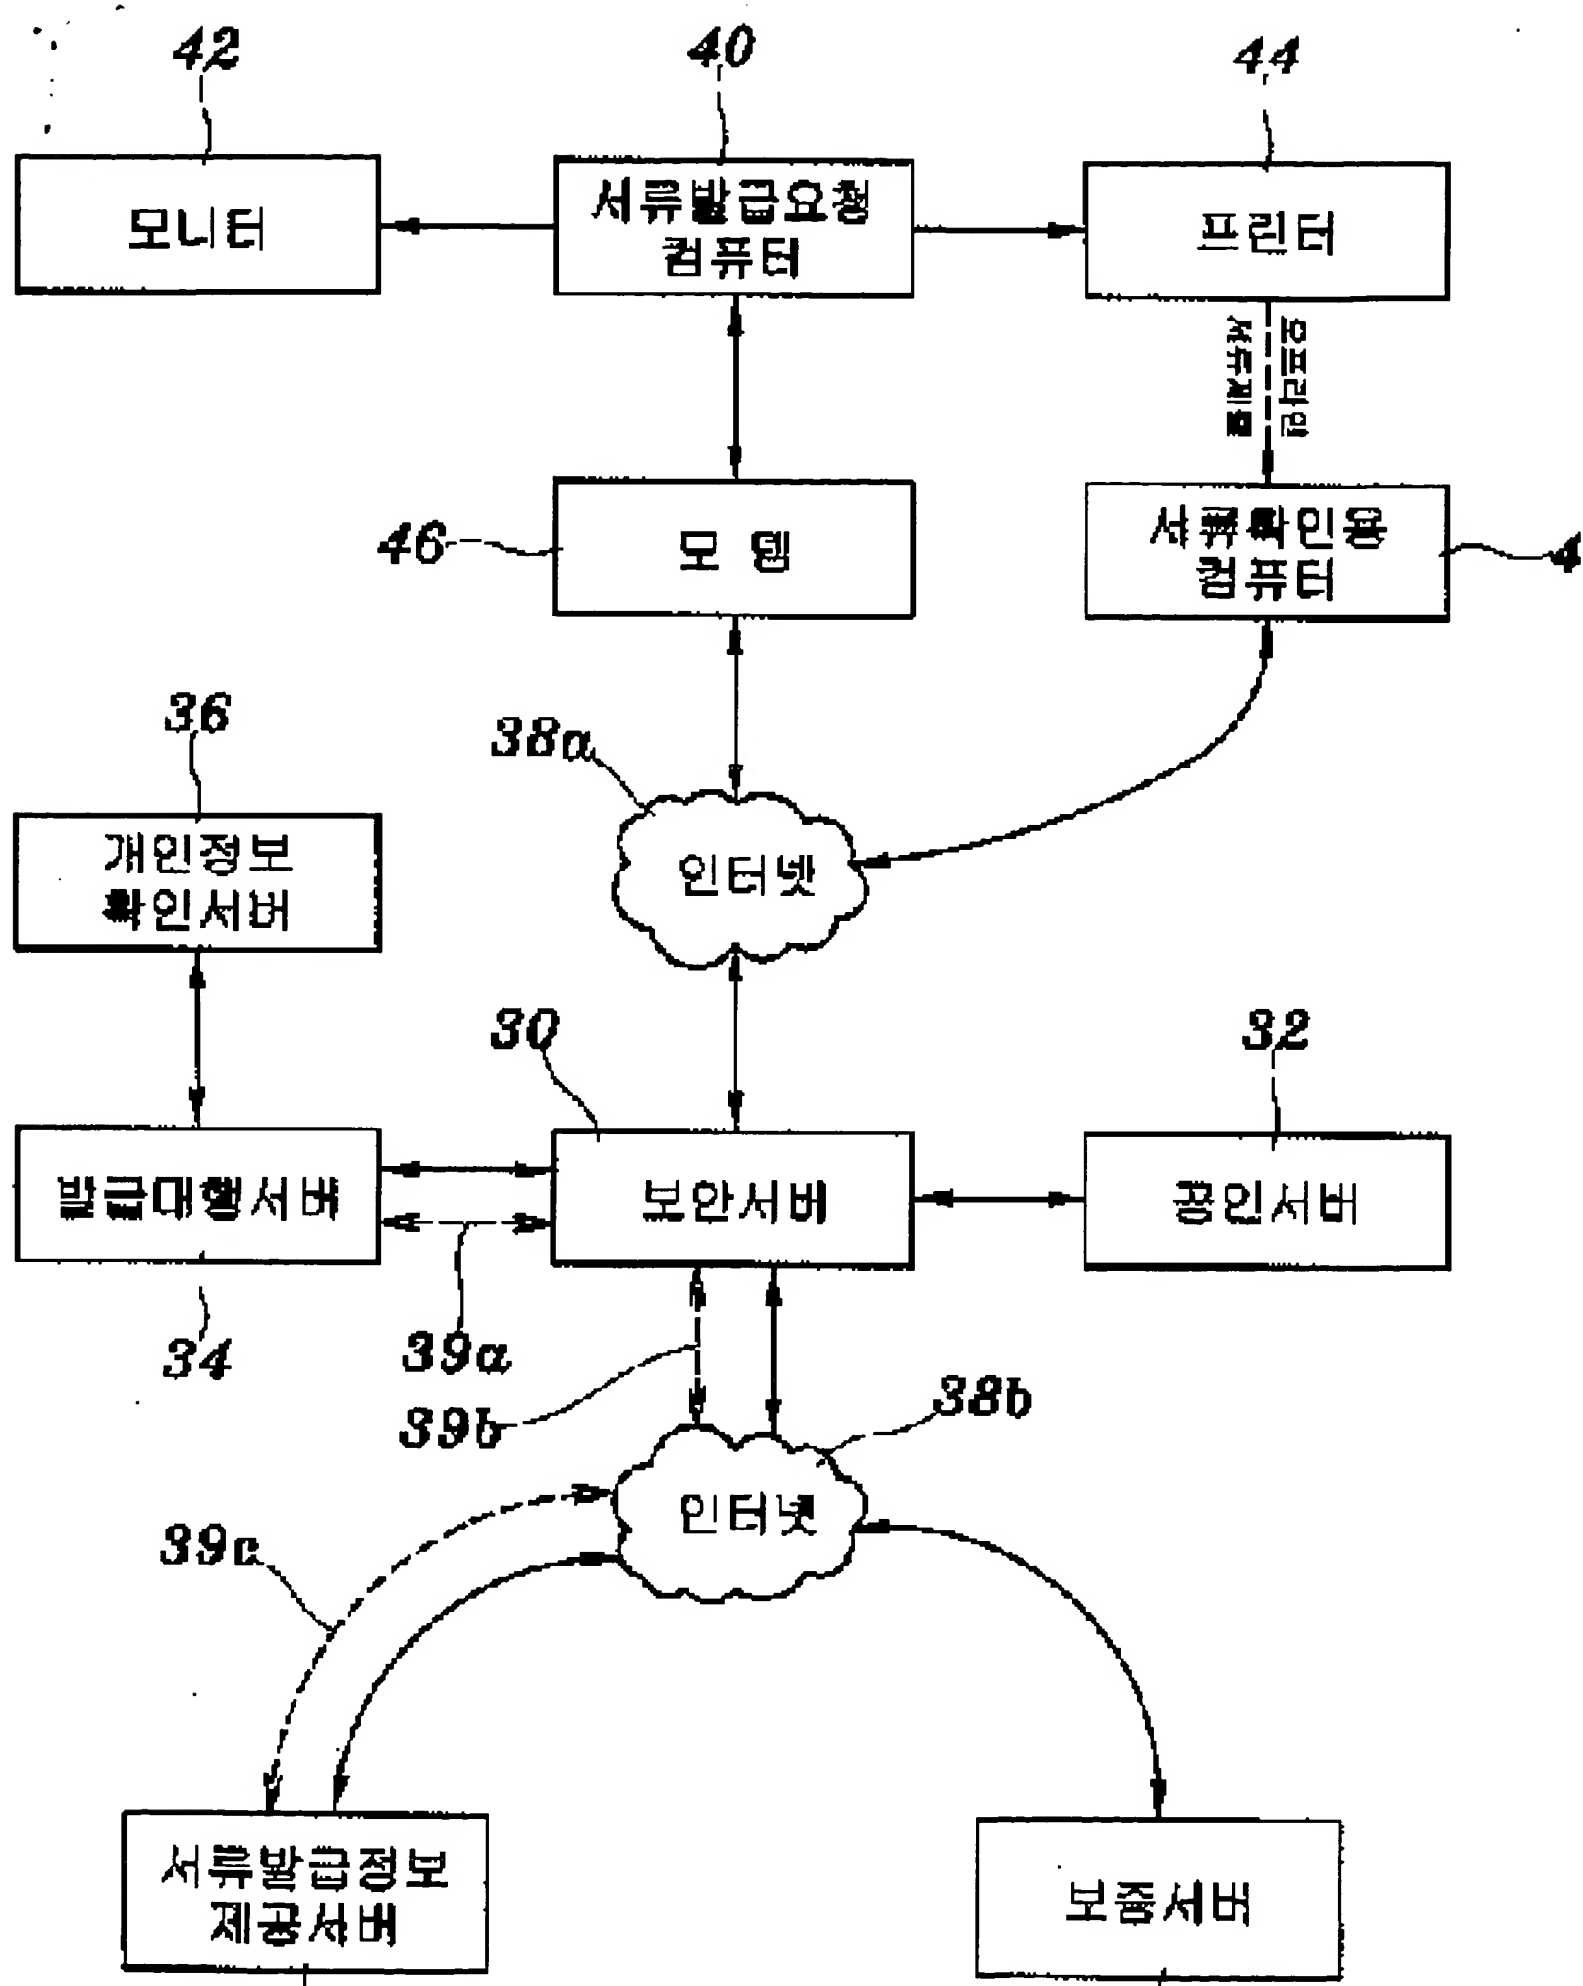 42
40
44
모니터
서류발급요청
컴퓨터
프린터
오프라인
서류제출
46
모뎀
서류확인용
컴퓨터
4
36
38a
개인정보
확인서버
인터넷
30
32
발급대행서버
보안서버
공인서버
34
39a
39b
38b
인터넷
39c
서류발급정보
제공서버
보증서버